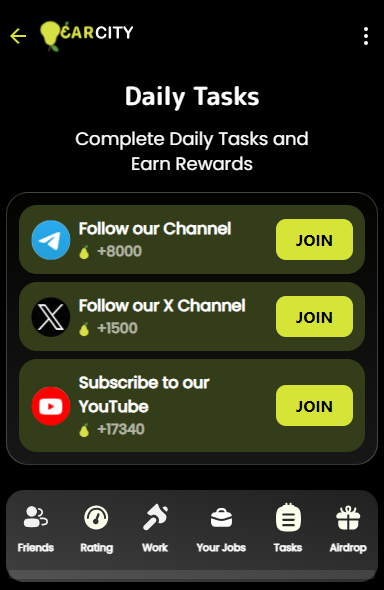 ÉARCITY
Daily Tasks
Complete Daily Tasks and
Earn Rewards
Follow our Channel
+8000
JOIN
Follow our X Channel
+1500
JOIN
Subscribe to our
YouTube
+17340
JOIN
Friends
Rating
Work
Your Jobs
Tasks
Airdrop